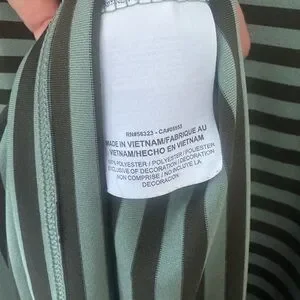 RN#56323 - CA#05553
MADE IN VIETNAM/FABRIQUE AU
VIETNAM/HECHO EN VIETNAM
100% POLYESTER / POLYESTER / POLIESTER
EXCLUSIVE OF DECORATION / DECORATION
NON COMPRISE / NO INCLUYE LA
DECORACION